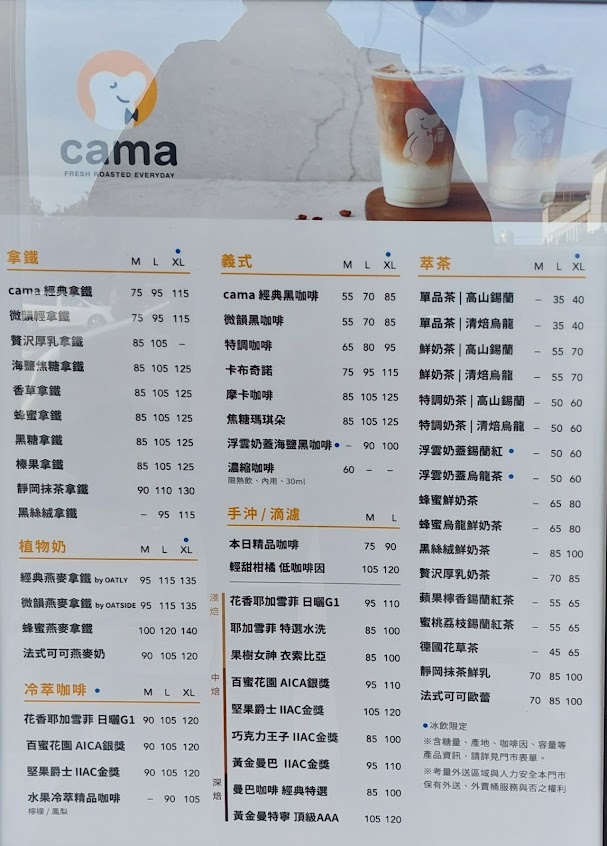 cama
FRESH ROASTED EVERYDAY
拿鐵 M L XL
cama 經典拿鐵 75 95 115
微韻輕拿鐵 75 95 115
贅沢厚乳拿鐵 85 105 –
海鹽焦糖拿鐵 85 105 125
香草拿鐵 85 105 125
蜂蜜拿鐵 85 105 125
黑糖拿鐵 85 105 125
榛果拿鐵 85 105 125
靜岡抹茶拿鐵 90 110 130
黑絲絨拿鐵 – 95 115
植物奶 M L XL
經典燕麥拿鐵 by OATLY 95 115 135
微韻燕麥拿鐵 by OATSIDE 95 115 135
蜂蜜燕麥拿鐵 100 120 140
法式可可燕麥奶 90 105 120
冷萃咖啡 • M L XL
花香耶加雪菲 日曬G1 90 105 120
百蜜花園 AICA銀獎 90 105 120
堅果爵士 IIAC金獎 90 105 120
水果冷萃精品咖啡 – 90 105
檸檬 / 鳳梨
義式 M L XL
cama 經典黑咖啡 55 70 85
微韻黑咖啡 55 70 85
特調咖啡 65 80 95
卡布奇諾 75 95 115
摩卡咖啡 85 105 125
焦糖瑪琪朵 85 105 125
浮雲奶蓋海鹽黑咖啡 • – 90 100
濃縮咖啡 60 – –
限熱飲、內用、30ml
手沖 / 滴濾 M L
本日精品咖啡 75 90
輕甜柑橘 低咖啡因 105 120
淺焙
花香耶加雪菲 日曬G1 95 110
耶加雪菲 特選水洗 85 100
果樹女神 衣索比亞 85 100
中焙
百蜜花園 AICA銀獎 95 110
堅果爵士 IIAC金獎 105 120
巧克力王子 IIAC金獎 85 100
黃金曼巴 IIAC金獎 95 110
深焙
曼巴咖啡 經典特選 85 100
黃金曼特寧 頂級AAA 105 120
萃茶 M L XL
單品茶 | 高山錫蘭 – 35 40
單品茶 | 清焙烏龍 – 35 40
鮮奶茶 | 高山錫蘭 – 55 70
鮮奶茶 | 清焙烏龍 – 55 70
特調奶茶 | 高山錫蘭 – 50 60
特調奶茶 | 清焙烏龍 – 50 60
浮雲奶蓋錫蘭紅 • – 50 60
浮雲奶蓋烏龍茶 • – 50 60
蜂蜜鮮奶茶 – 65 80
蜂蜜烏龍鮮奶茶 – 65 80
黑絲絨鮮奶茶 – 85 100
贅沢厚乳奶茶 – 70 85
蘋果檸香錫蘭紅茶 – 55 65
蜜桃荔枝錫蘭紅茶 – 55 65
德國花草茶 – 45 65
靜岡抹茶鮮乳 70 85 100
法式可可歐蕾 70 85 100
• 冰飲限定
※含糖量、產地、咖啡因、容量等
產品資訊，請詳見門市表單。
※考量外送區域與人力安全本門市
保有外送、外賣桶服務與否之權利